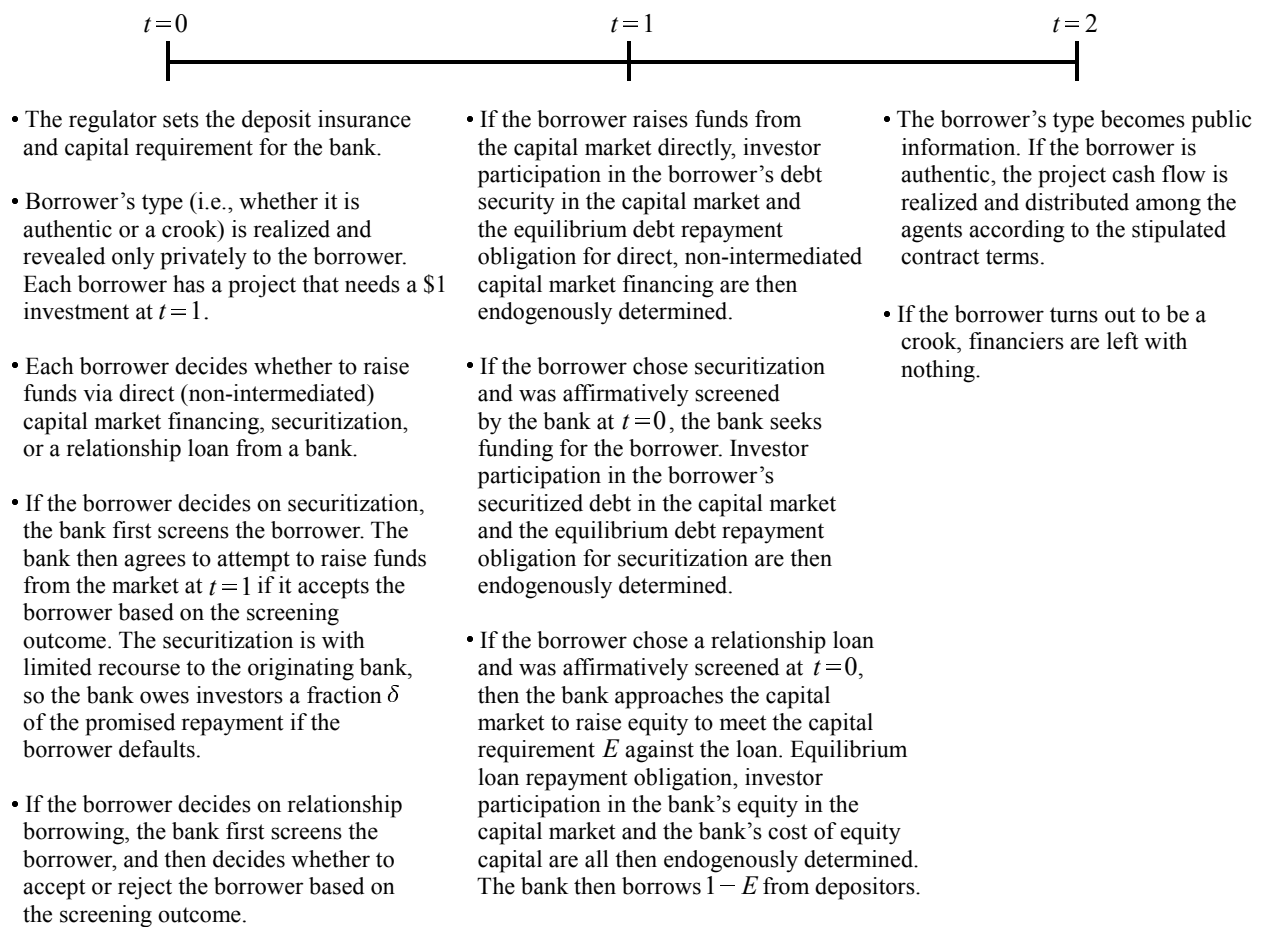 t=0
t=1
t=2
• The regulator sets the deposit insurance
and capital requirement for the bank.
• Borrower's type (i.e., whether it is
authentic or a crook) is realized and
revealed only privately to the borrower.
Each borrower has a project that needs a $1
investment at t=1.
• Each borrower decides whether to raise
funds via direct (non-intermediated)
capital market financing, securitization,
or a relationship loan from a bank.
• If the borrower decides on securitization,
the bank first screens the borrower. The
bank then agrees to attempt to raise funds
from the market at t=1 if it accepts the
borrower based on the screening
outcome. The securitization is with
limited recourse to the originating bank,
so the bank owes investors a fraction δ
of the promised repayment if the
borrower defaults.
• If the borrower decides on relationship
borrowing, the bank first screens the
borrower, and then decides whether to
accept or reject the borrower based on
the screening outcome.
• If the borrower raises funds from
the capital market directly, investor
participation in the borrower's debt
security in the capital market and
the equilibrium debt repayment
obligation for direct, non-intermediated
capital market financing are then
endogenously determined.
• If the borrower chose securitization
and was affirmatively screened
by the bank at t=0, the bank seeks
funding for the borrower. Investor
participation in the borrower's
securitized debt in the capital market
and the equilibrium debt repayment
obligation for securitization are then
endogenously determined.
• If the borrower chose a relationship loan
and was affirmatively screened at t=0,
then the bank approaches the capital
market to raise equity to meet the capital
requirement E against the loan. Equilibrium
loan repayment obligation, investor
participation in the bank's equity in the
capital market and the bank's cost of equity
capital are all then endogenously determined.
The bank then borrows 1−E from depositors.
• The borrower's type becomes public
information. If the borrower is
authentic, the project cash flow is
realized and distributed among the
agents according to the stipulated
contract terms.
• If the borrower turns out to be a
crook, financiers are left with
nothing.